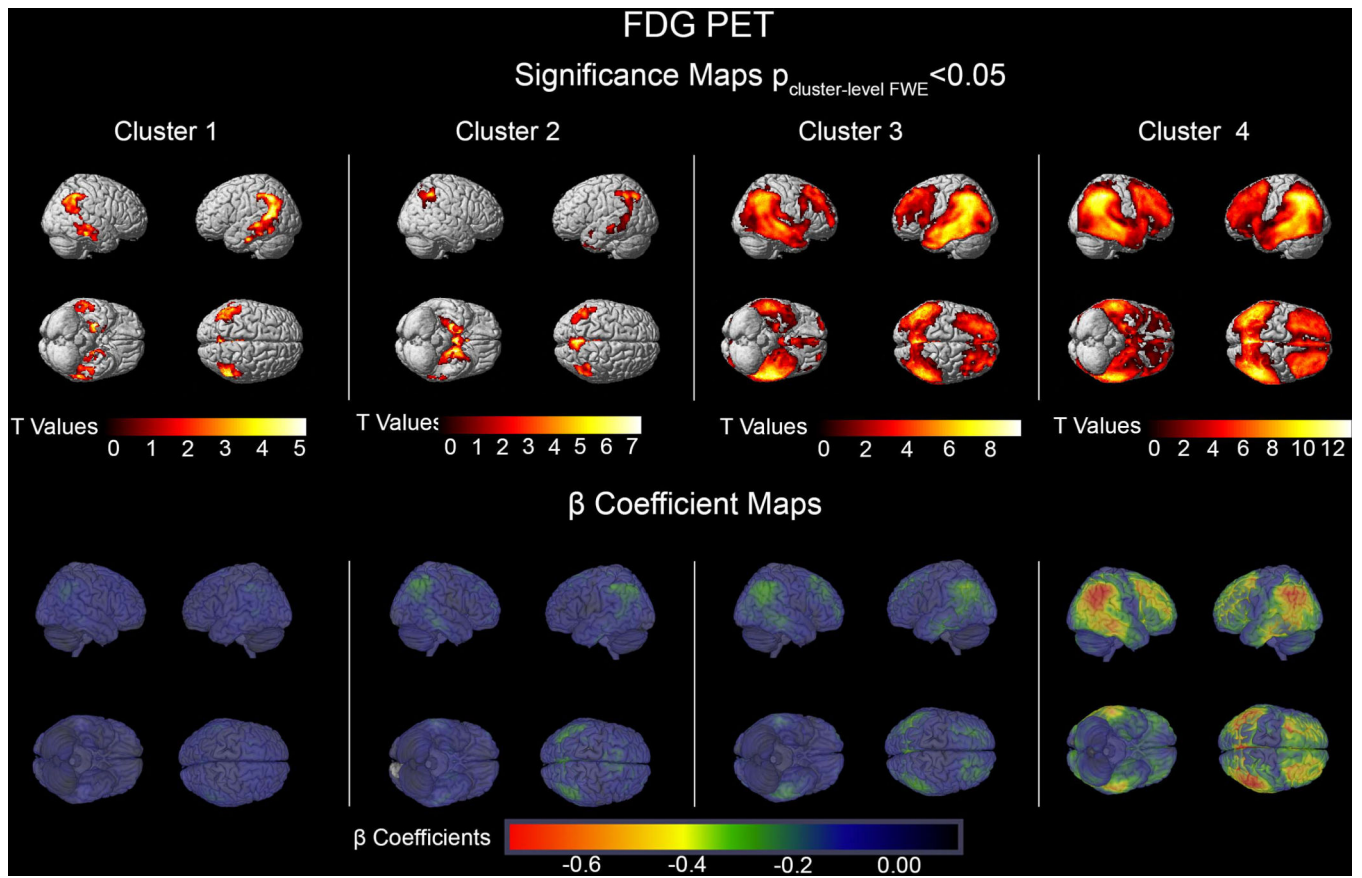 FDG PET
Significance Maps p cluster-level FWE<0.05
Cluster 1
Cluster 2
Cluster 3
Cluster 4
T Values
0 1 2 3 4 5
T Values
0 1 2 3 4 5 6 7
T Values
0 2 4 6 8
T Values
0 2 4 6 8 10 12
β Coefficient Maps
β Coefficients
-0.6 -0.4 -0.2 0.00